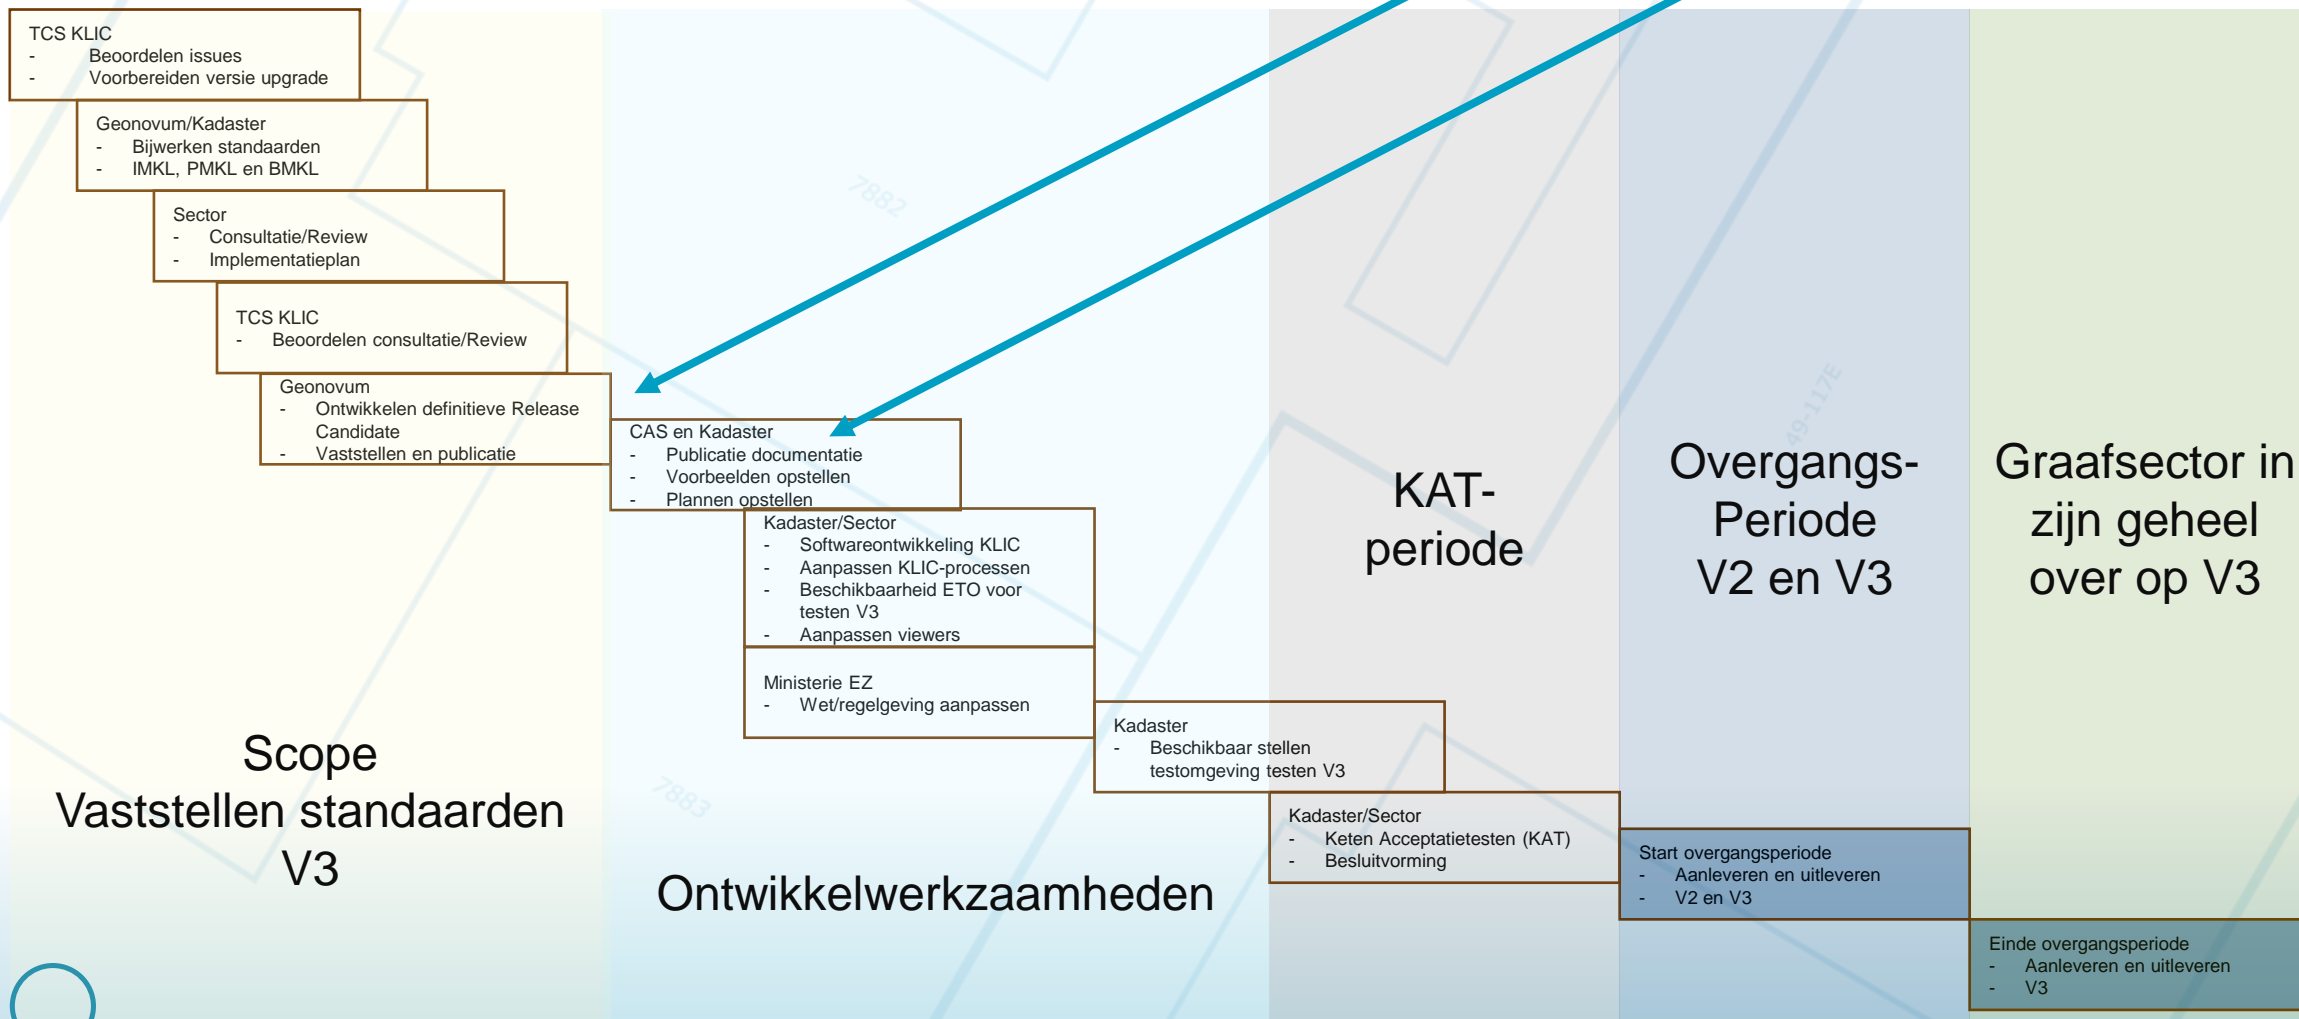 TCS KLIC
- Beoordelen issues
- Voorbereiden versie upgrade
Geonovum/Kadaster
- Bijwerken standaarden
- IMKL, PMKL en BMKL
Sector
- Consultatie/Review
- Implementatieplan
TCS KLIC
- Beoordelen consultatie/Review
Geonovum
- Ontwikkelen definitieve Release
Candidate
- Vaststellen en publicatie
CAS en Kadaster
- Publicatie documentatie
- Voorbeelden opstellen
- Plannen opstellen
Kadaster/Sector
- Softwareontwikkeling KLIC
- Aanpassen KLIC-processen
- Beschikbaarheid ETO voor
testen V3
- Aanpassen viewers
Ministerie EZ
- Wet/regelgeving aanpassen
Kadaster
- Beschikbaar stellen
testomgeving testen V3
Kadaster/Sector
- Keten Acceptatietesten (KAT)
- Besluitvorming
Start overgangsperiode
- Aanleveren en uitleveren
- V2 en V3
Einde overgangsperiode
- Aanleveren en uitleveren
- V3
Scope
Vaststellen standaarden
V3
Ontwikkelwerkzaamheden
KAT-
periode
Overgangs-
Periode
V2 en V3
Graafsector in
zijn geheel
over op V3
7882
7883
49-117E